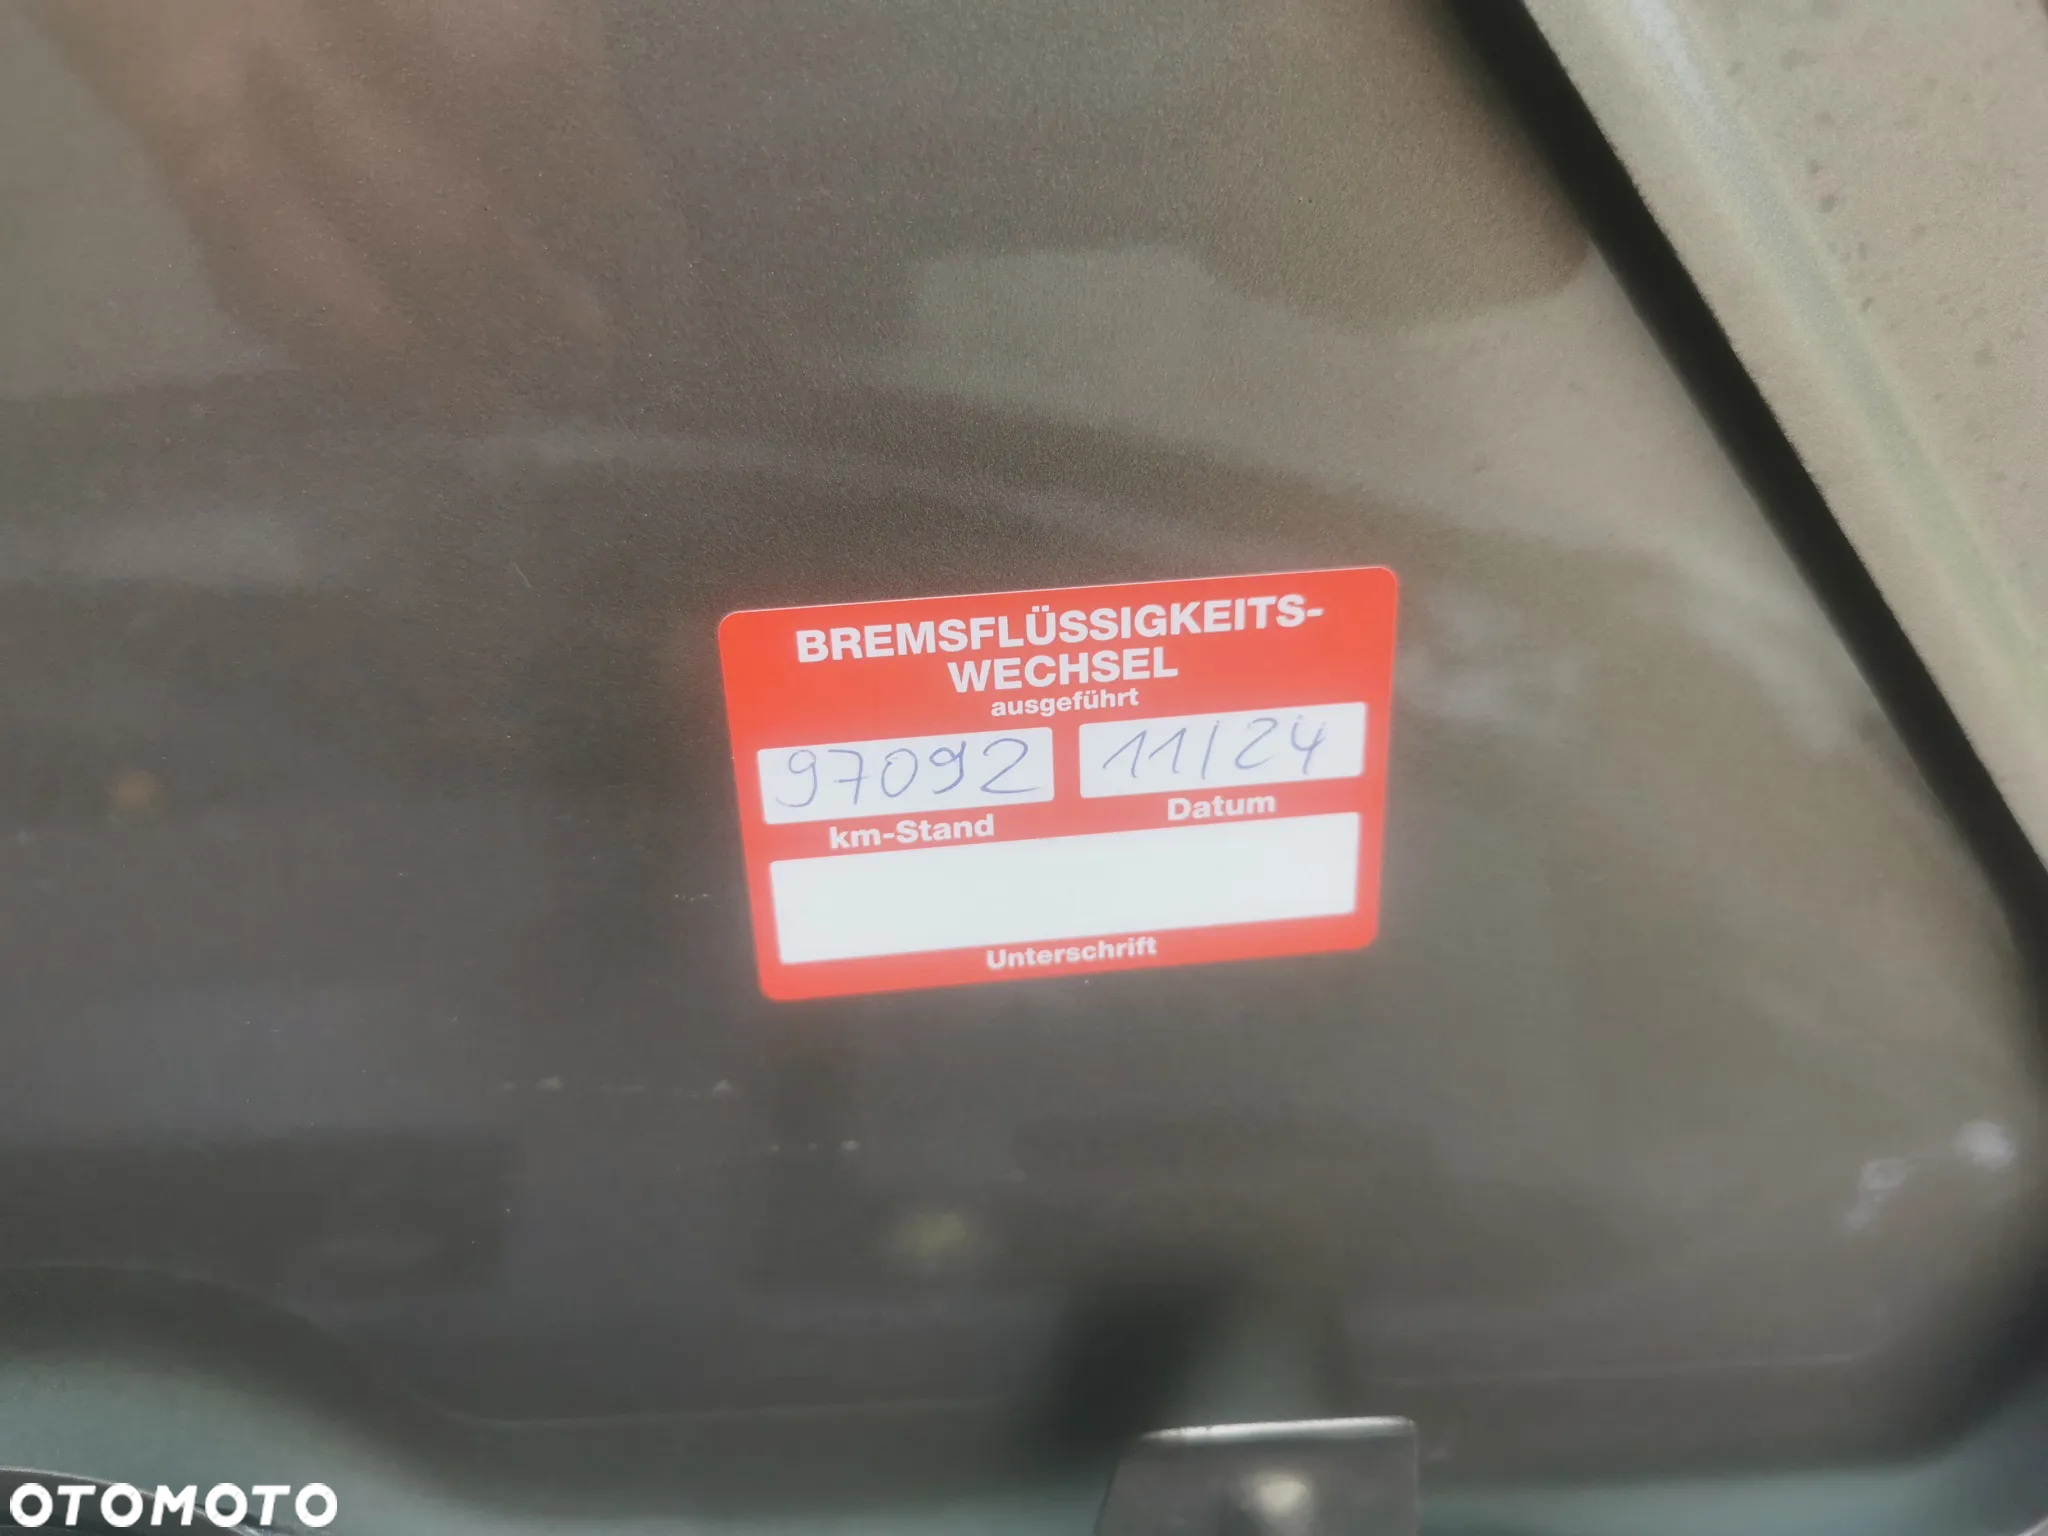 BREMSFLÜSSIGKEITS-
WECHSEL
ausgeführt
97092 11/24
km-Stand Datum
Unterschrift
OTOMOTO